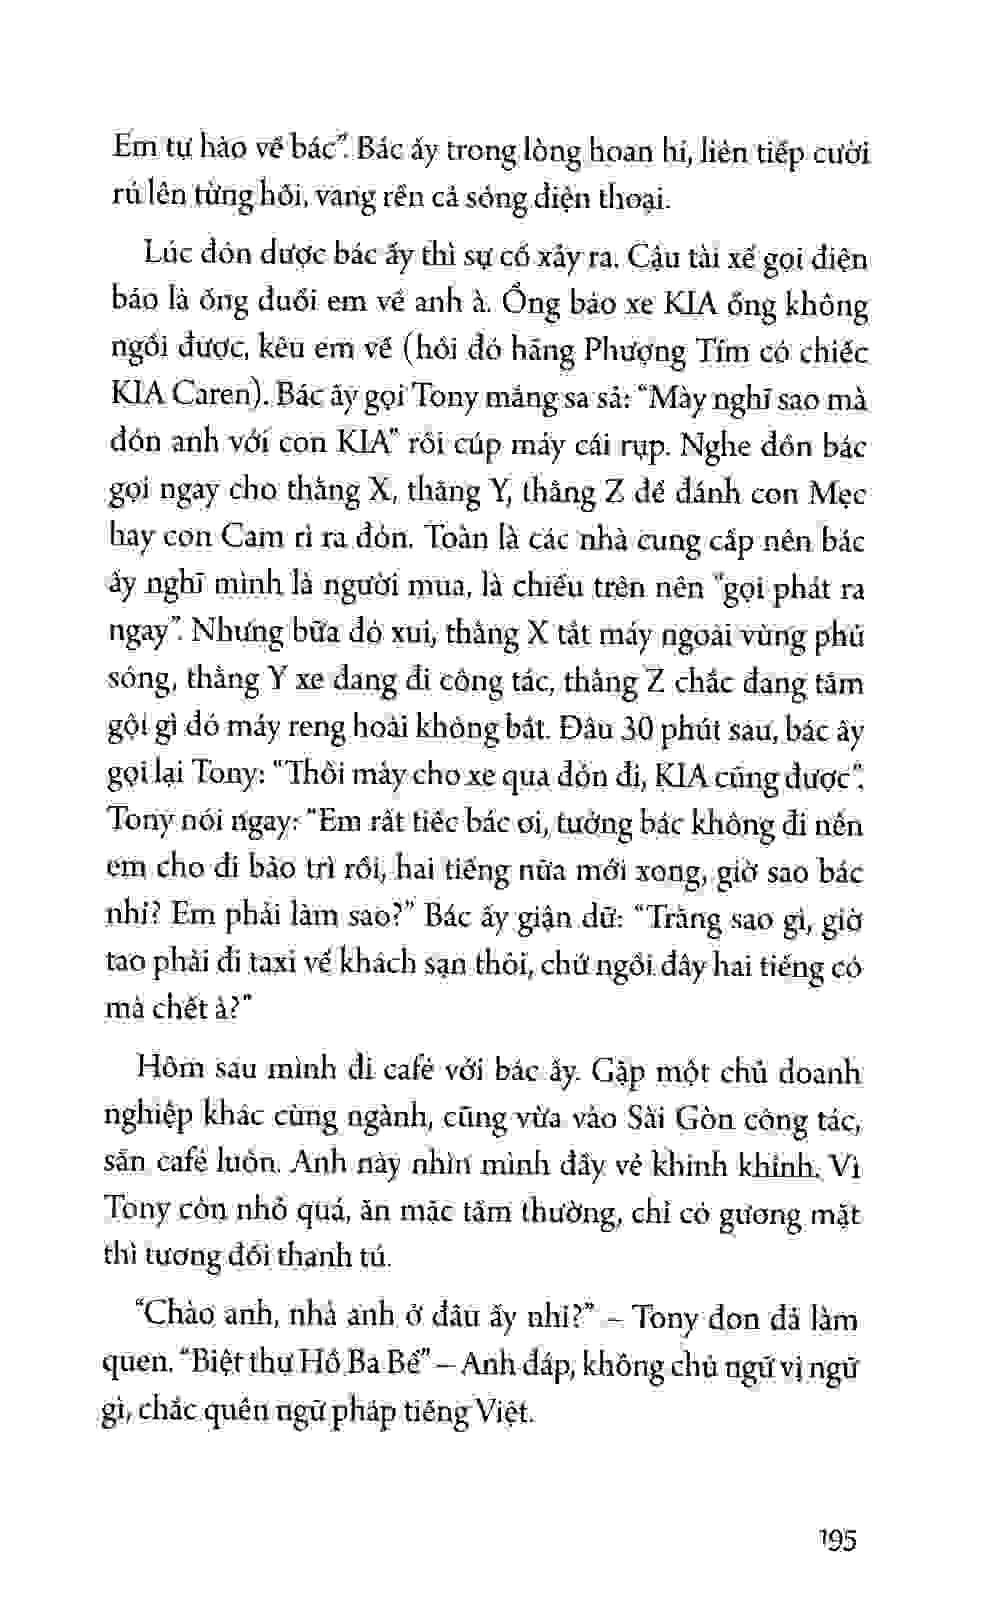 Em tự hào về bác”. Bác ấy trong lòng hoan hỉ, liên tiếp cười
rú lên từng hồi, vang rền cả sóng điện thoại.
Lúc đón được bác ấy thì sự cố xảy ra. Cậu tài xế gọi điện
bảo là ổng đuổi em về anh à. Ổng bảo xe KIA ổng không
ngồi được, kêu em về (hồi đó hãng Phượng Tím có chiếc
KIA Caren). Bác ấy gọi Tony mắng sa sả: “Mày nghĩ sao mà
đón anh với con KIA” rồi cúp máy cái rụp. Nghe đồn bác
gọi ngay cho thằng X, thằng Y, thằng Z để đánh con Mẹc
hay con Cam ri ra đón. Toàn là các nhà cung cấp nên bác
ấy nghĩ mình là người mua, là chiếu trên nên “gọi phát ra
ngay”. Nhưng bữa đó xui, thằng X tắt máy ngoài vùng phủ
sóng, thằng Y xe đang đi công tác, thằng Z chắc đang tắm
gội gì đó máy reng hoài không bắt. Đâu 30 phút sau, bác ấy
gọi lại Tony: “Thôi mày cho xe qua đón đi, KIA cũng được”.
Tony nói ngay: “Em rất tiếc bác ơi, tưởng bác không đi nên
em cho đi bảo trì rồi, hai tiếng nữa mới xong, giờ sao bác
nhỉ? Em phải làm sao?” Bác ấy giận dữ: “Trăng sao gì, giờ
tao phải đi taxi về khách sạn thôi, chứ ngồi đây hai tiếng có
mà chết à?”
Hôm sau mình đi café với bác ấy. Gặp một chủ doanh
nghiệp khác cùng ngành, cũng vừa vào Sài Gòn công tác,
sẵn café luôn. Anh này nhìn mình đầy vẻ khinh khỉnh. Vì
Tony còn nhỏ quá, ăn mặc tầm thường, chỉ có gương mặt
thì tương đối thanh tú.
“Chào anh, nhà anh ở đâu ấy nhỉ?” – Tony đon đả làm
quen. “Biệt thự Hồ Ba Bể” – Anh đáp, không chủ ngữ vị ngữ
gì, chắc quên ngữ pháp tiếng Việt.
195